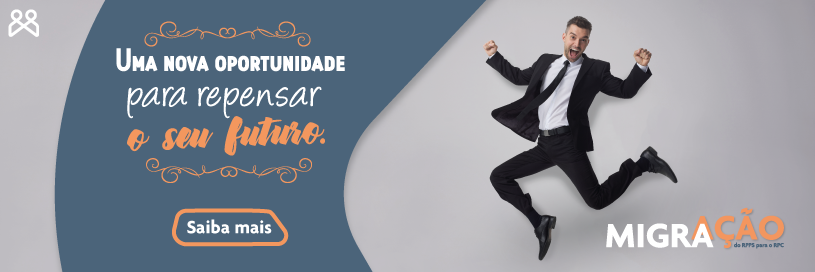 UMA NOVA OPORTUNIDADE
para repensar
o seu futuro.
Saiba mais
MIGRAÇÃO
do RPPS para o RPC